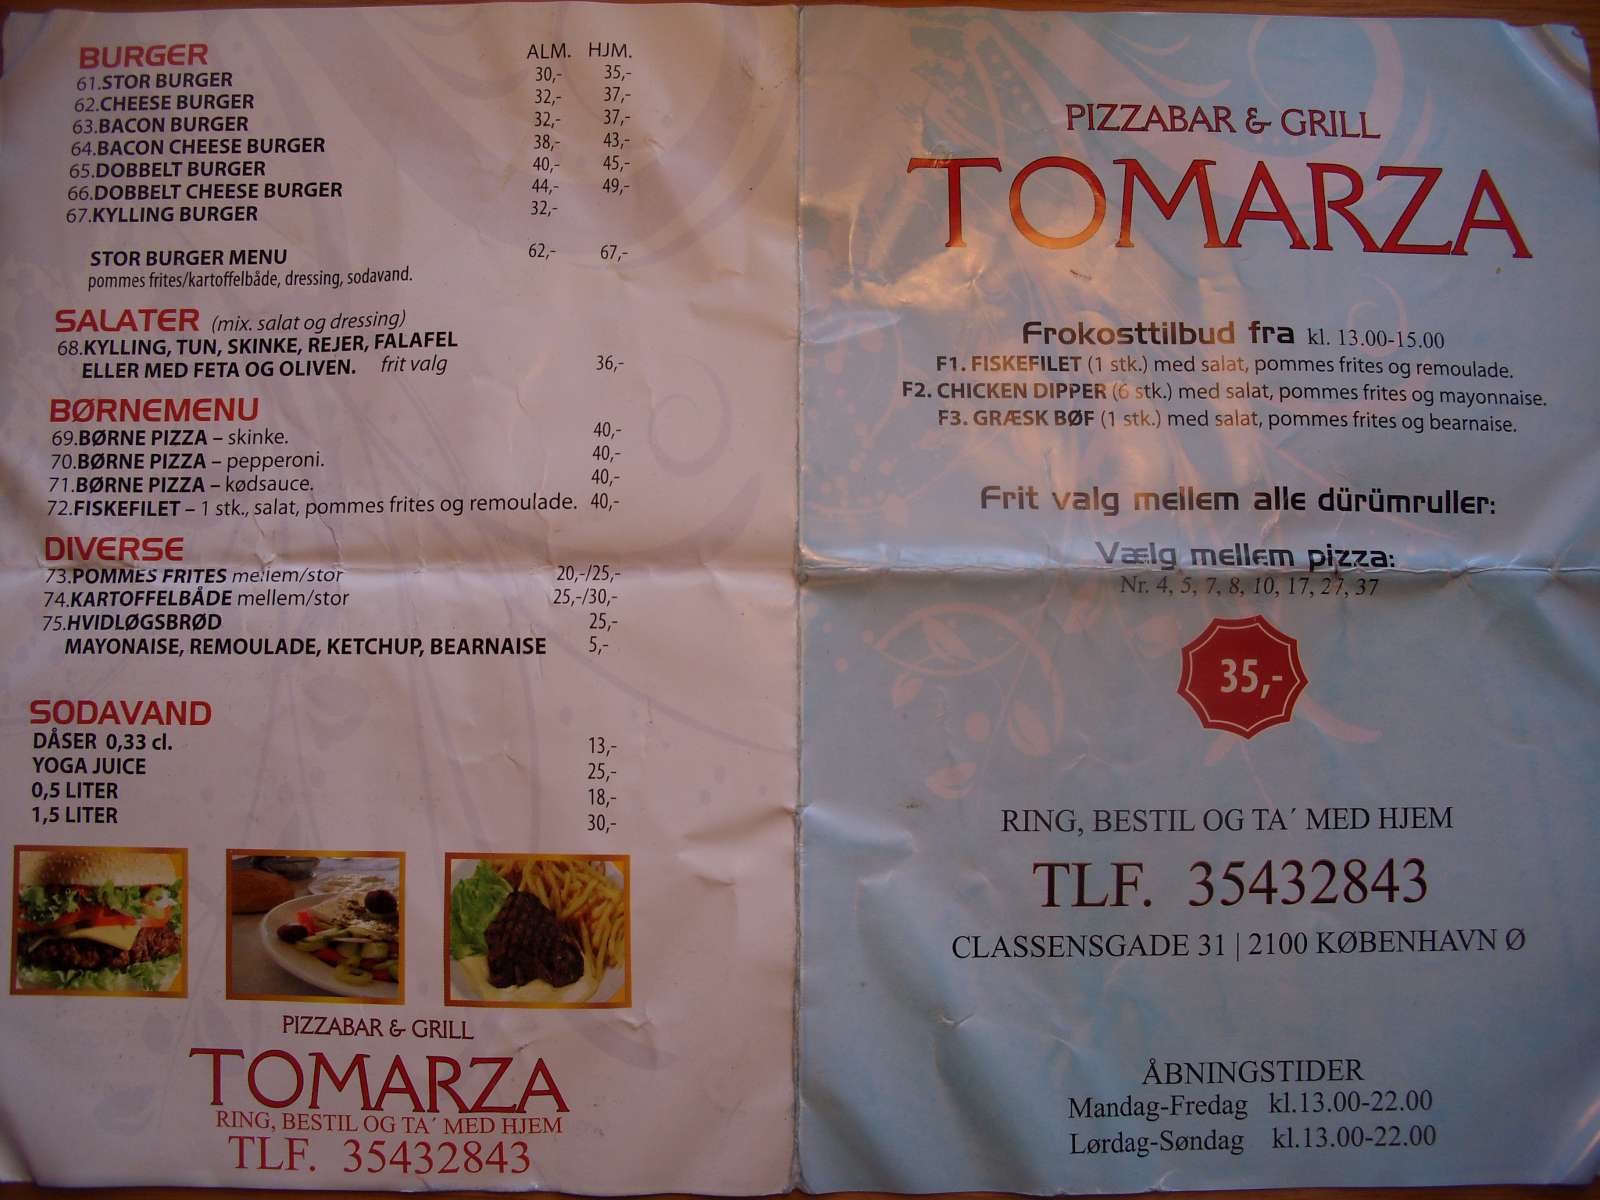 BURGER ALM. HJM.
61.STOR BURGER 30,- 35,-
62.CHEESE BURGER 32,- 37,-
63.BACON BURGER 32,- 37,-
64.BACON CHEESE BURGER 38,- 43,-
65.DOBBELT BURGER 40,- 45,-
66.DOBBELT CHEESE BURGER 44,- 49,-
67.KYLLING BURGER 32,-
STOR BURGER MENU 62,- 67,-
pommes frites/kartoffelbåde, dressing, sodavand.
SALATER (mix. salat og dressing)
68.KYLLING, TUN, SKINKE, REJER, FALAFEL
ELLER MED FETA OG OLIVEN. frit valg 36,-
BØRNEMENU
69.BØRNE PIZZA – skinke. 40,-
70.BØRNE PIZZA – pepperoni. 40,-
71.BØRNE PIZZA – kødsauce. 40,-
72.FISKEFILET – 1 stk., salat, pommes frites og remoulade. 40,-
DIVERSE
73.POMMES FRITES mellem/stor 20,-/25,-
74.KARTOFFELBÅDE mellem/stor 25,-/30,-
75.HVIDLØGSBRØD 25,-
MAYONAISE, REMOULADE, KETCHUP, BEARNAISE 5,-
SODAVAND
DÅSER 0,33 cl. 13,-
YOGA JUICE 25,-
0,5 LITER 18,-
1,5 LITER 30,-
PIZZABAR & GRILL
TOMARZA
RING, BESTIL OG TA´ MED HJEM
TLF. 35432843
PIZZABAR & GRILL
TOMARZA
Frokosttilbud fra kl. 13.00-15.00
F1. FISKEFILET (1 stk.) med salat, pommes frites og remoulade.
F2. CHICKEN DIPPER (6 stk.) med salat, pommes frites og mayonnaise.
F3. GRÆSK BØF (1 stk.) med salat, pommes frites og bearnaise.
Frit valg mellem alle dürümruller:
Vælg mellem pizza:
Nr. 4, 5, 7, 8, 10, 17, 27, 37
35,-
RING, BESTIL OG TA´ MED HJEM
TLF. 35432843
CLASSENSGADE 31 | 2100 KØBENHAVN Ø
ÅBNINGSTIDER
Mandag-Fredag kl.13.00-22.00
Lørdag-Søndag kl.13.00-22.00